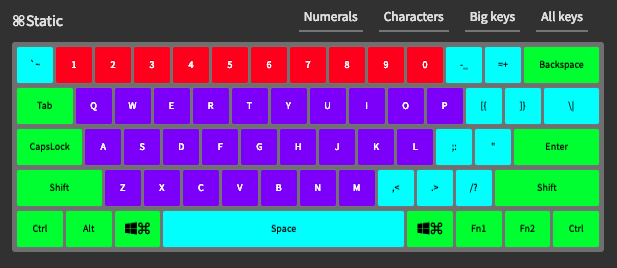 ⌘Static
Numerals Characters Big keys All keys
`~ 1 2 3 4 5 6 7 8 9 0 -_ =+ Backspace
Tab Q W E R T Y U I O P [{ ]} \|
CapsLock A S D F G H J K L ;: " Enter
Shift Z X C V B N M ,< .> /? Shift
Ctrl Alt ⌘ Space ⌘ Fn1 Fn2 Ctrl